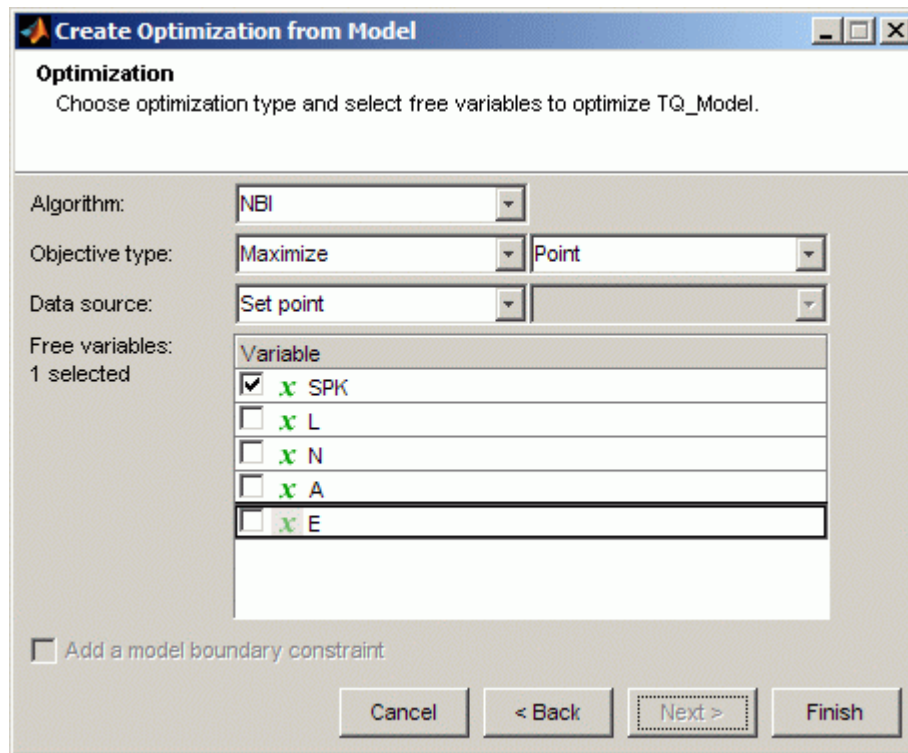 Create Optimization from Model
Optimization
Choose optimization type and select free variables to optimize TQ_Model.
Algorithm: NBI
Objective type: Maximize Point
Data source: Set point
Free variables:
1 selected
Variable
x SPK
x L
x N
x A
x E
Add a model boundary constraint
Cancel < Back Next > Finish